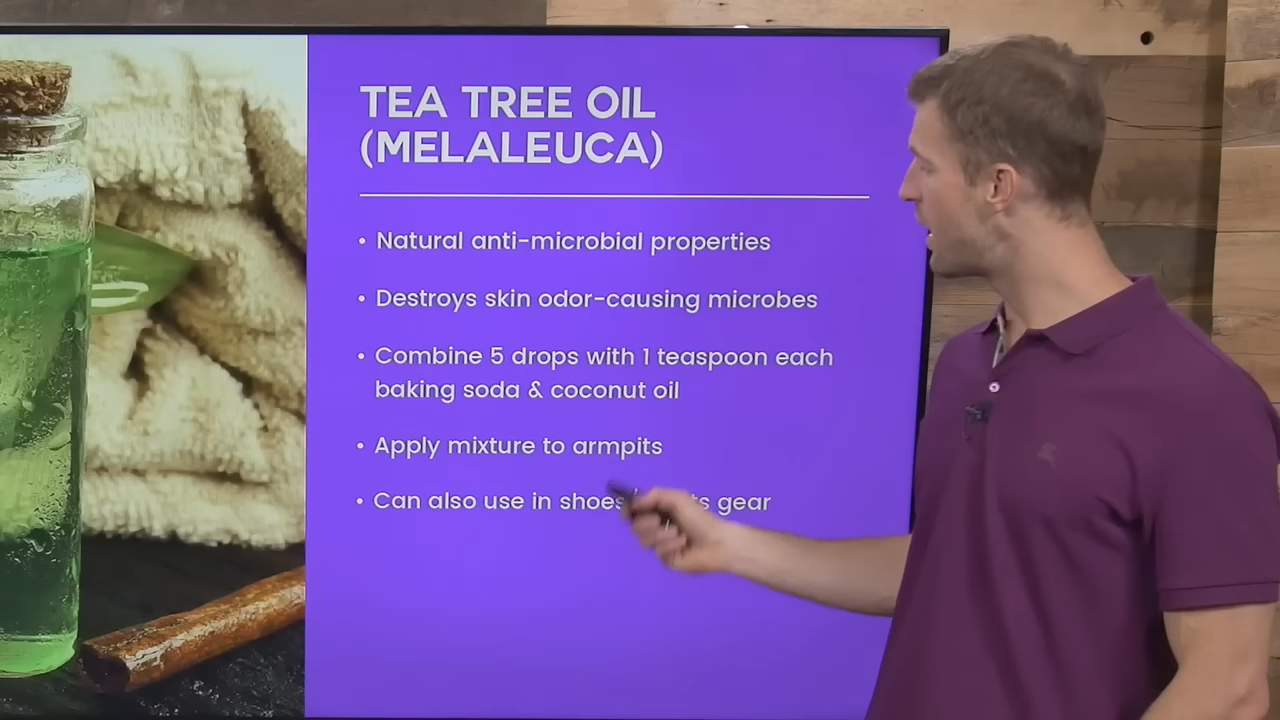 TEA TREE OIL
(MELALEUCA)
• Natural anti-microbial properties
• Destroys skin odor-causing microbes
• Combine 5 drops with 1 teaspoon each
baking soda & coconut oil
• Apply mixture to armpits
• Can also use in shoes gear